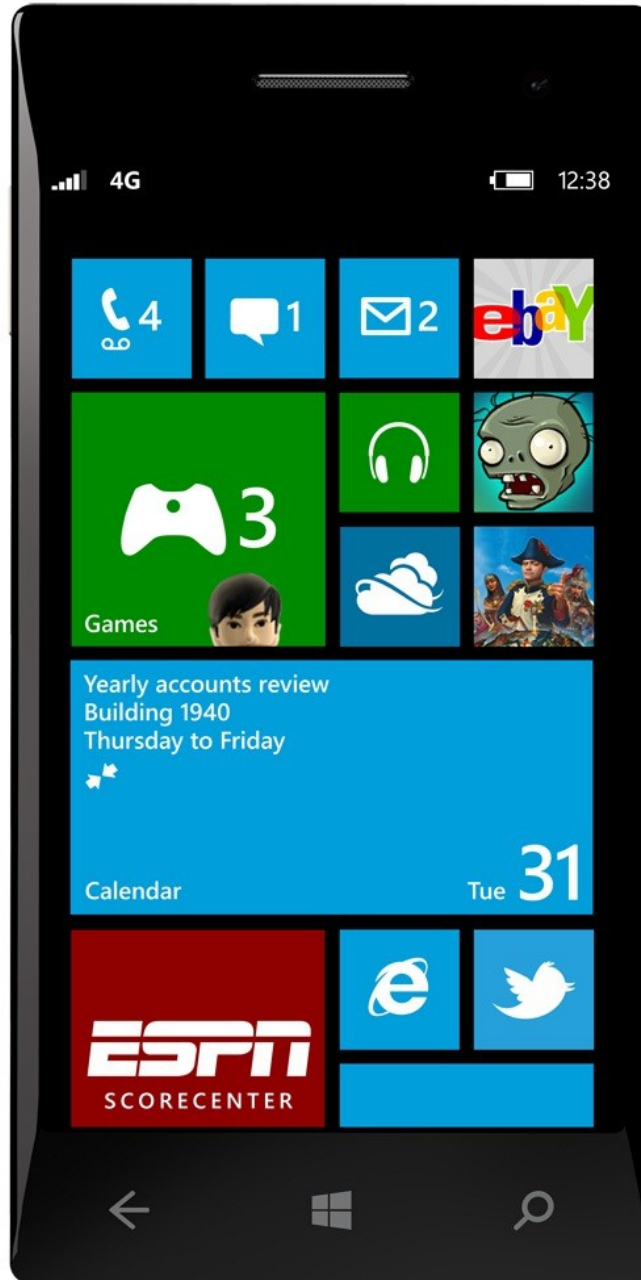 4G
12:38
4
1
2
ebaY
3
Games
Yearly accounts review
Building 1940
Thursday to Friday
Calendar
Tue 31
ESPN
SCORECENTER